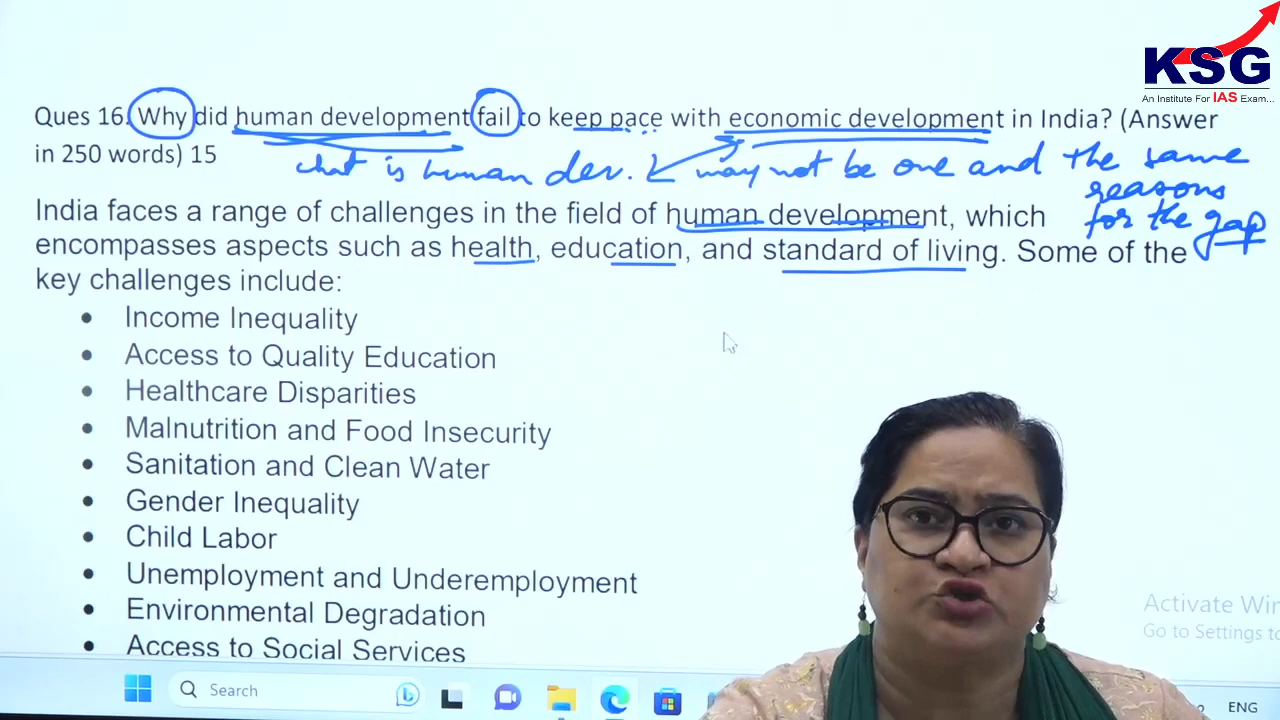 KSG
An Institute For IAS Exam...
Ques 16. Why did human development fail to keep pace with economic development in India? (Answer
in 250 words) 15
what is human dev. may not be one and the same
reasons
for the gap
India faces a range of challenges in the field of human development, which
encompasses aspects such as health, education, and standard of living. Some of the
key challenges include:
• Income Inequality
• Access to Quality Education
• Healthcare Disparities
• Malnutrition and Food Insecurity
• Sanitation and Clean Water
• Gender Inequality
• Child Labor
• Unemployment and Underemployment
• Environmental Degradation
• Access to Social Services
Activate Win
Go to Settings to
Search
ENG